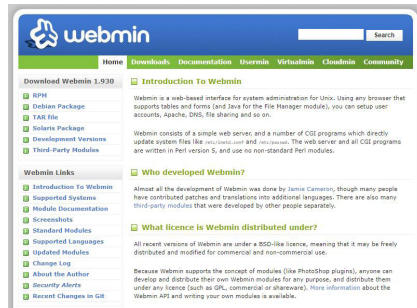 webmin
Search
Home Downloads Documentation Usermin Virtualmin Cloudmin Community
Download Webmin 1.930
RPM
Debian Package
TAR file
Solaris Package
Development Versions
Third-Party Modules
Webmin Links
Introduction To Webmin
Supported Systems
Module Documentation
Screenshots
Standard Modules
Supported Languages
Updated Modules
Change Log
About the Author
Security Alerts
Recent Changes in Git
Introduction To Webmin
Webmin is a web-based interface for system administration for Unix. Using any browser that
supports tables and forms (and Java for the File Manager module), you can setup user
accounts, Apache, DNS, file sharing and so on.
Webmin consists of a simple web server, and a number of CGI programs which directly
update system files like /etc/inetd.conf and /etc/passwd. The web server and all CGI programs
are written in Perl version 5, and use no non-standard Perl modules.
Who developed Webmin?
Almost all the development of Webmin was done by Jamie Cameron, though many people
have contributed patches and translations into additional languages. There are also many
third-party modules that were developed by other people separately.
What licence is Webmin distributed under?
All recent versions of Webmin are under a BSD-like licence, meaning that it may be freely
distributed and modified for commercial and non-commercial use.
Because Webmin supports the concept of modules (like PhotoShop plugins), anyone can
develop and distribute their own Webmin modules for any purpose, and distribute them
under any licence (such as GPL, commercial or shareware). More information about the
Webmin API and writing your own modules is available.